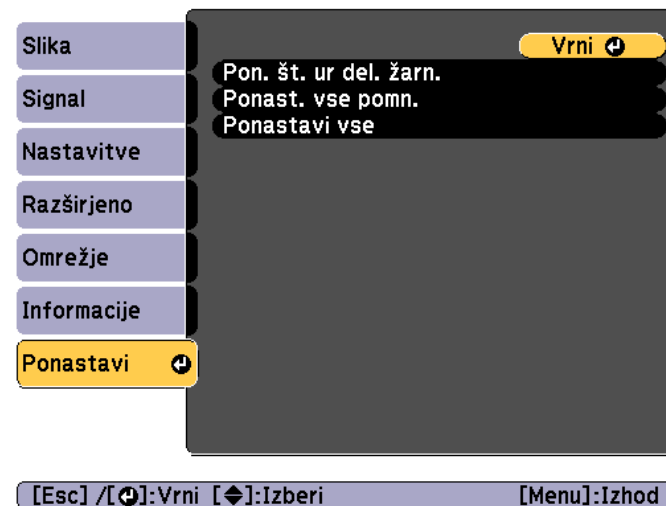 Slika
Signal
Nastavitve
Razširjeno
Omrežje
Informacije
Ponastavi
Vrni
Pon. št. ur del. žarn.
Ponast. vse pomn.
Ponastavi vse
[Esc] /[⏎]:Vrni [◆]:Izberi [Menu]:Izhod